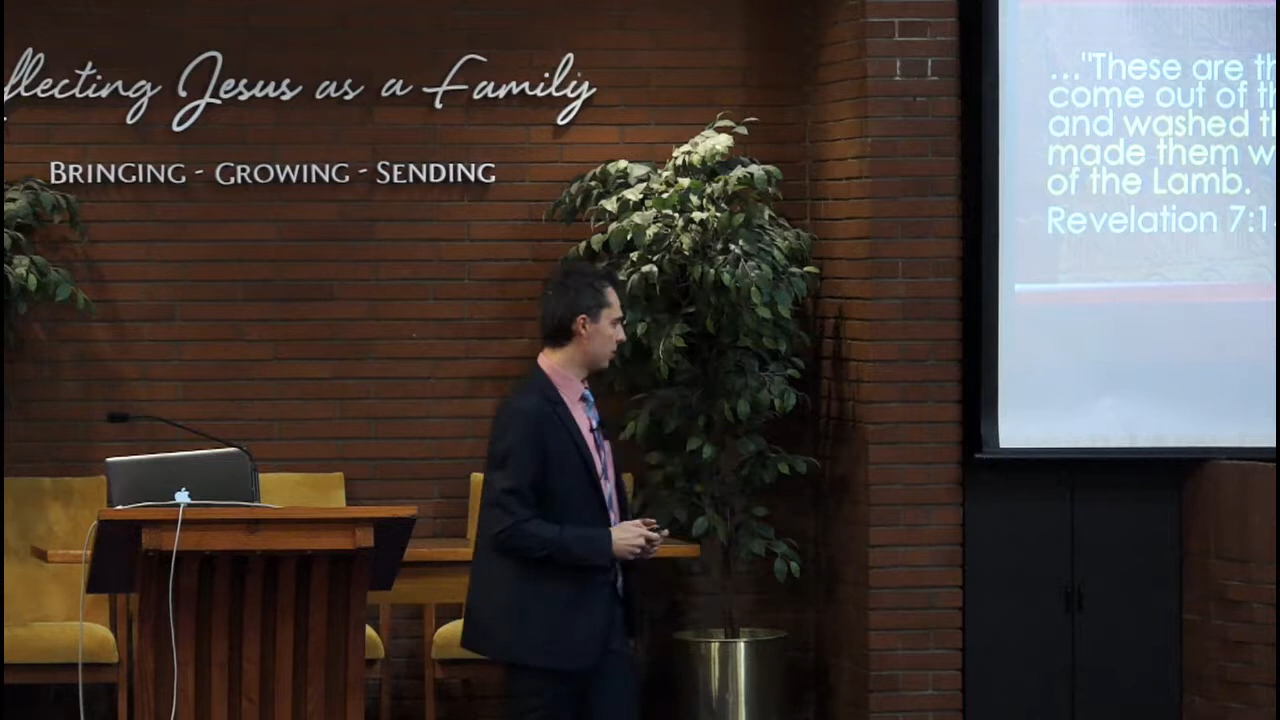 flecting Jesus as a Family
BRINGING - GROWING - SENDING
..."These are th
come out of th
and washed th
made them w
of the Lamb.
Revelation 7:1